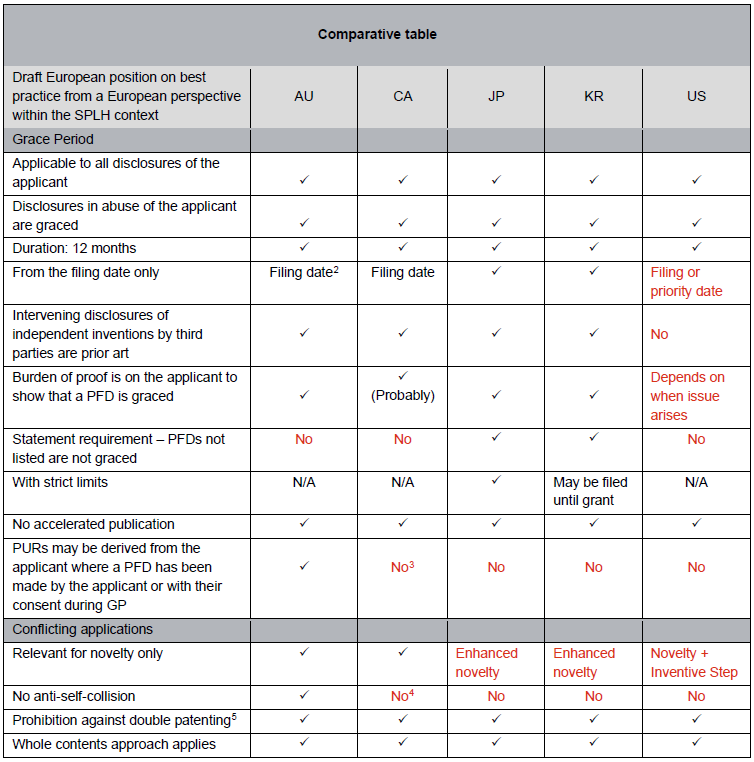 Comparative table
Draft European position on best
practice from a European perspective
within the SPLH context
AU CA JP KR US
Grace Period
Applicable to all disclosures of the
applicant
✓ ✓ ✓ ✓ ✓
Disclosures in abuse of the applicant
are graced
✓ ✓ ✓ ✓ ✓
Duration: 12 months ✓ ✓ ✓ ✓ ✓
From the filing date only Filing date2 Filing date ✓ ✓ Filing or
priority date
Intervening disclosures of
independent inventions by third
parties are prior art
✓ ✓ ✓ ✓ No
Burden of proof is on the applicant to
show that a PFD is graced
✓ ✓
(Probably)
✓ ✓ Depends on
when issue
arises
Statement requirement – PFDs not
listed are not graced
No No ✓ ✓ No
With strict limits N/A N/A ✓ May be filed
until grant
N/A
No accelerated publication ✓ ✓ ✓ ✓ ✓
PURs may be derived from the
applicant where a PFD has been
made by the applicant or with their
consent during GP
✓ No3 No No No
Conflicting applications
Relevant for novelty only ✓ ✓ Enhanced
novelty
Enhanced
novelty
Novelty +
Inventive Step
No anti-self-collision ✓ No4 No No No
Prohibition against double patenting5 ✓ ✓ ✓ ✓ ✓
Whole contents approach applies ✓ ✓ ✓ ✓ ✓